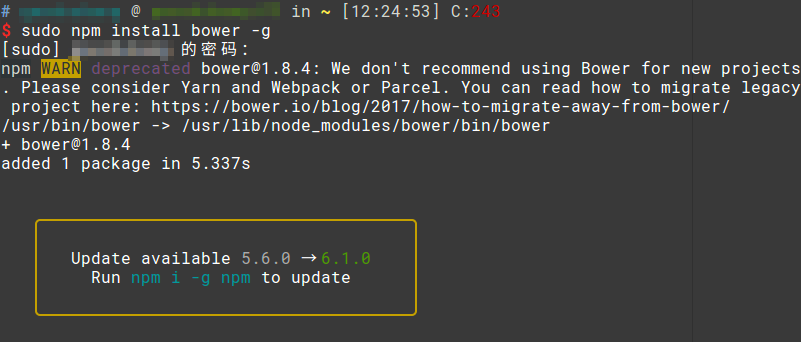 # @ in ~ [12:24:53] C:243
$ sudo npm install bower -g
[sudo] 的密码：
npm WARN deprecated bower@1.8.4: We don't recommend using Bower for new projects
. Please consider Yarn and Webpack or Parcel. You can read how to migrate legacy
project here: https://bower.io/blog/2017/how-to-migrate-away-from-bower/
/usr/bin/bower -> /usr/lib/node_modules/bower/bin/bower
+ bower@1.8.4
added 1 package in 5.337s
Update available 5.6.0 → 6.1.0
Run npm i -g npm to update